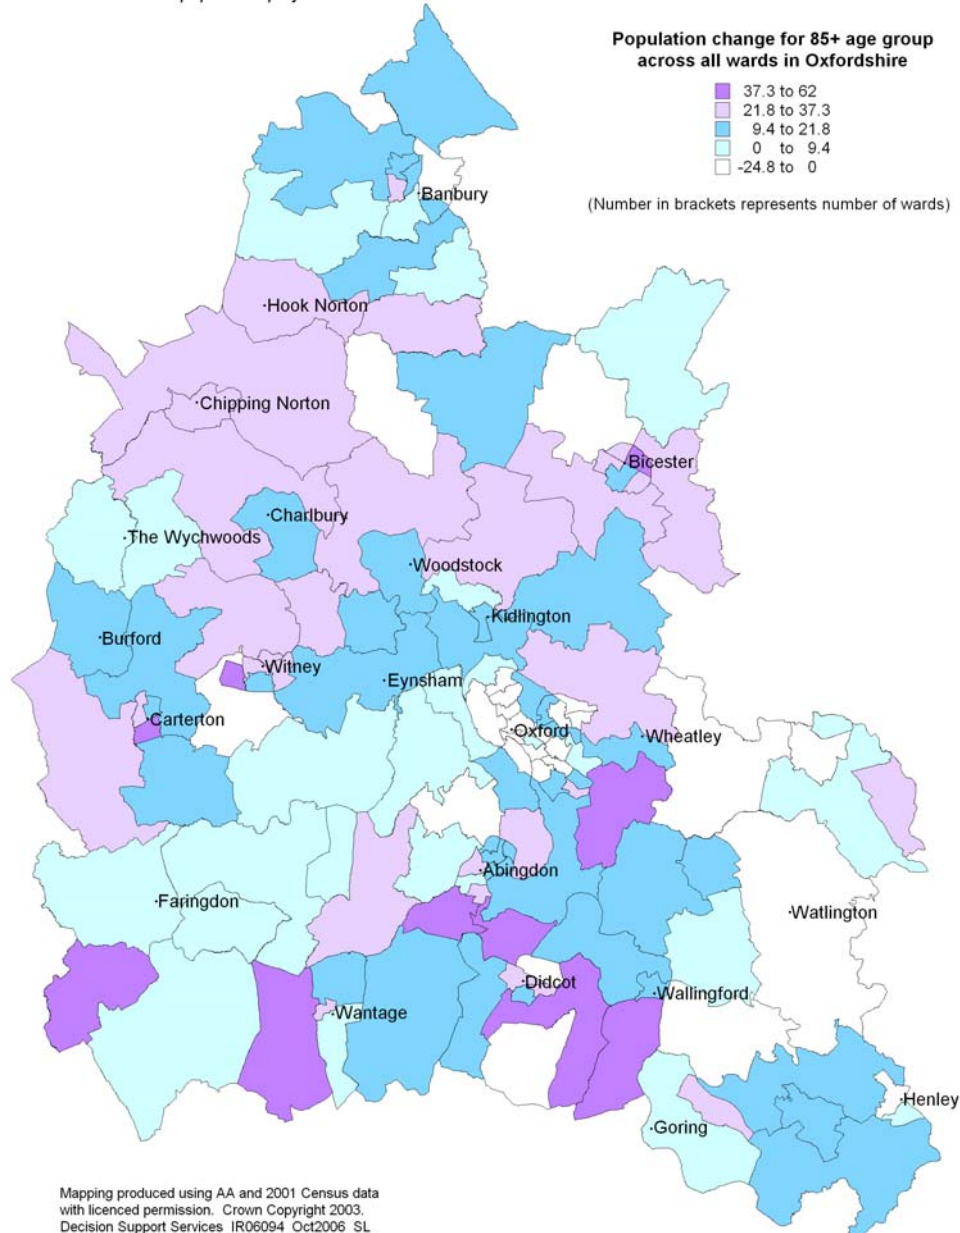 Population change for 85+ age group
across all wards in Oxfordshire
37.3 to 62
21.8 to 37.3
9.4 to 21.8
0 to 9.4
-24.8 to 0
(Number in brackets represents number of wards)
Banbury
Hook Norton
Chipping Norton
Bicester
Charlbury
The Wychwoods
Woodstock
Kidlington
Burford
Witney
Eynsham
Carterton
Oxford
Wheatley
Abingdon
Faringdon
Watlington
Didcot
Wallingford
Wantage
Henley
Goring
Mapping produced using AA and 2001 Census data
with licenced permission. Crown Copyright 2003.
Decision Support Services IR06094 Oct2006 SL